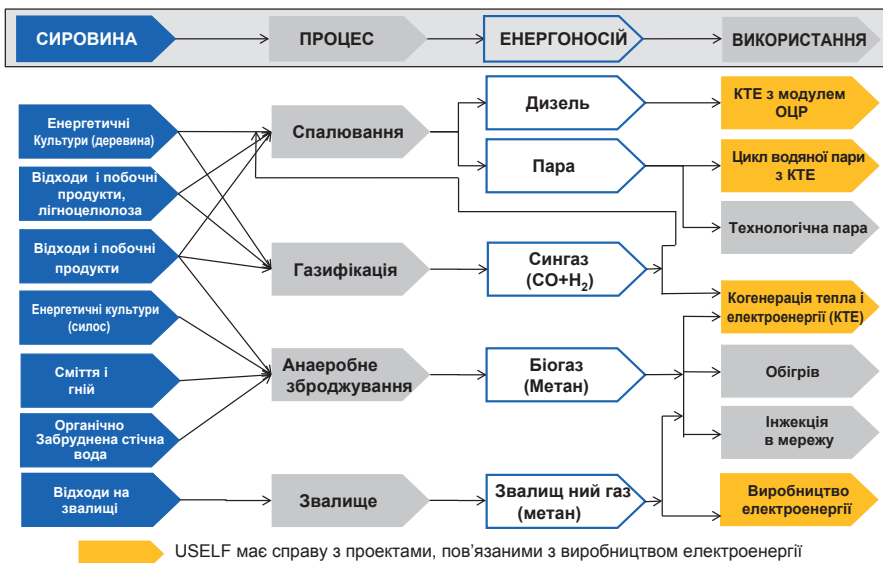 СИРОВИНА
ПРОЦЕС
ЕНЕРГОНОСІЙ
ВИКОРИСТАННЯ
Енергетичні
Культури (деревина)
Відходи і побочні
продукти,
лігноцелюлоза
Відходи і побочні
продукти
Енергетичні культури
(силос)
Сміття і
гній
Органічно
Забруднена стічна
вода
Відходи на
звалищі
Спалювання
Газифікація
Анаеробне
зброджування
Звалище
Дизель
Пара
Сингаз
(CO+H₂)
Біогаз
(Метан)
Звалищ ний газ
(метан)
КТЕ з модулем
ОЦР
Цикл водяної пари
з КТЕ
Технологічна пара
Когенерація тепла і
електроенергії (КТЕ)
Обігрів
Інжекція
в мережу
Виробництво
електроенергії
USELF має справу з проектами, пов’язаними з виробництвом електроенергії